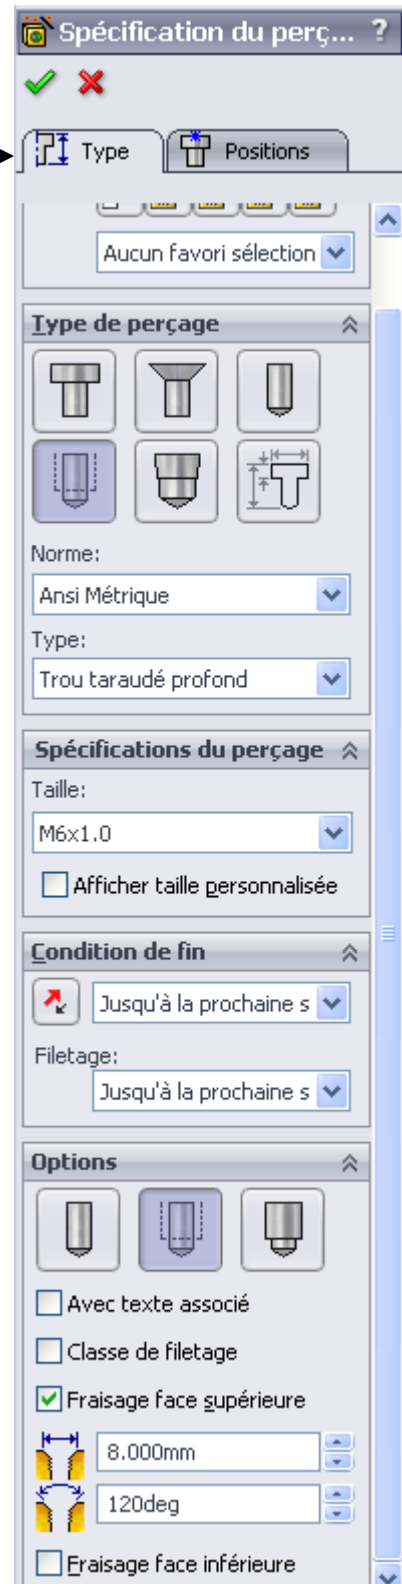 Spécification du perç... ?
Type Positions
Aucun favori sélection
Type de perçage
Norme:
Ansi Métrique
Type:
Trou taraudé profond
Spécifications du perçage
Taille:
M6x1.0
Afficher taille personnalisée
Condition de fin
Jusqu'à la prochaine s
Filetage:
Jusqu'à la prochaine s
Options
Avec texte associé
Classe de filetage
Fraisage face supérieure
8.000mm
120deg
Fraisage face inférieure